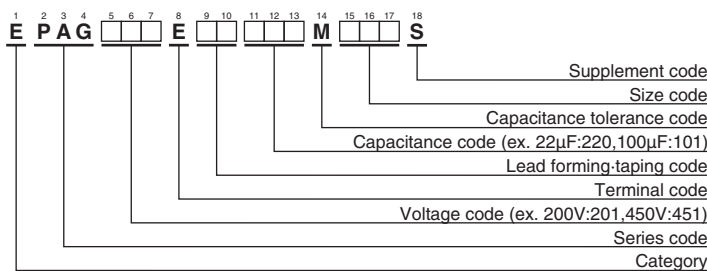 1 2 3 4 5 6 7 8 9 10 11 12 13 14 15 16 17 18
E PAG E M S
Supplement code
Size code
Capacitance tolerance code
Capacitance code (ex. 22μF:220,100μF:101)
Lead forming·taping code
Terminal code
Voltage code (ex. 200V:201,450V:451)
Series code
Category